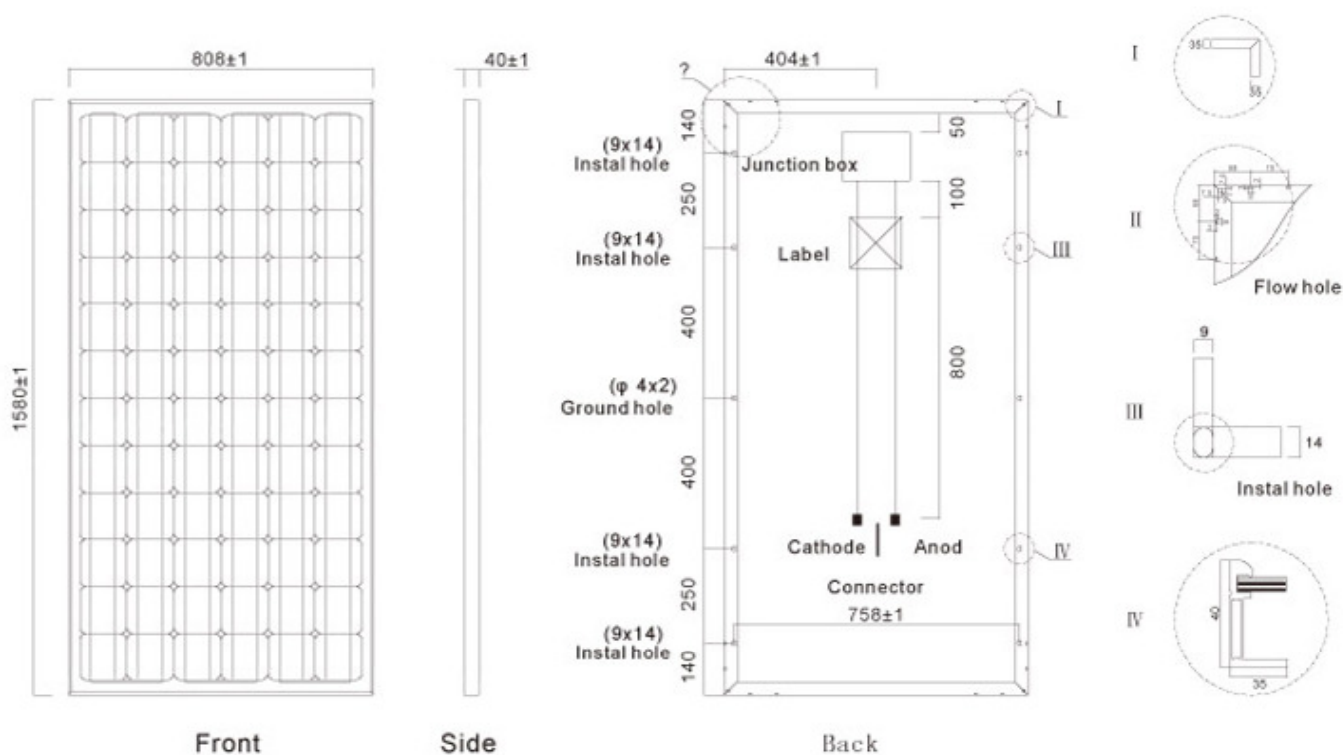 808±1
40±1
?
404±1
I
35
35
I
140
50
(9x14)
Instal hole
Junction box
250
100
II
Flow hole
(9x14)
Instal hole
Label
III
400
800
9
(φ 4x2)
Ground hole
1580±1
III
14
Instal hole
400
Cathode
Anod
(9x14)
Instal hole
IV
Connector
250
758±1
IV
40
35
(9x14)
Instal hole
140
Front
Side
Back